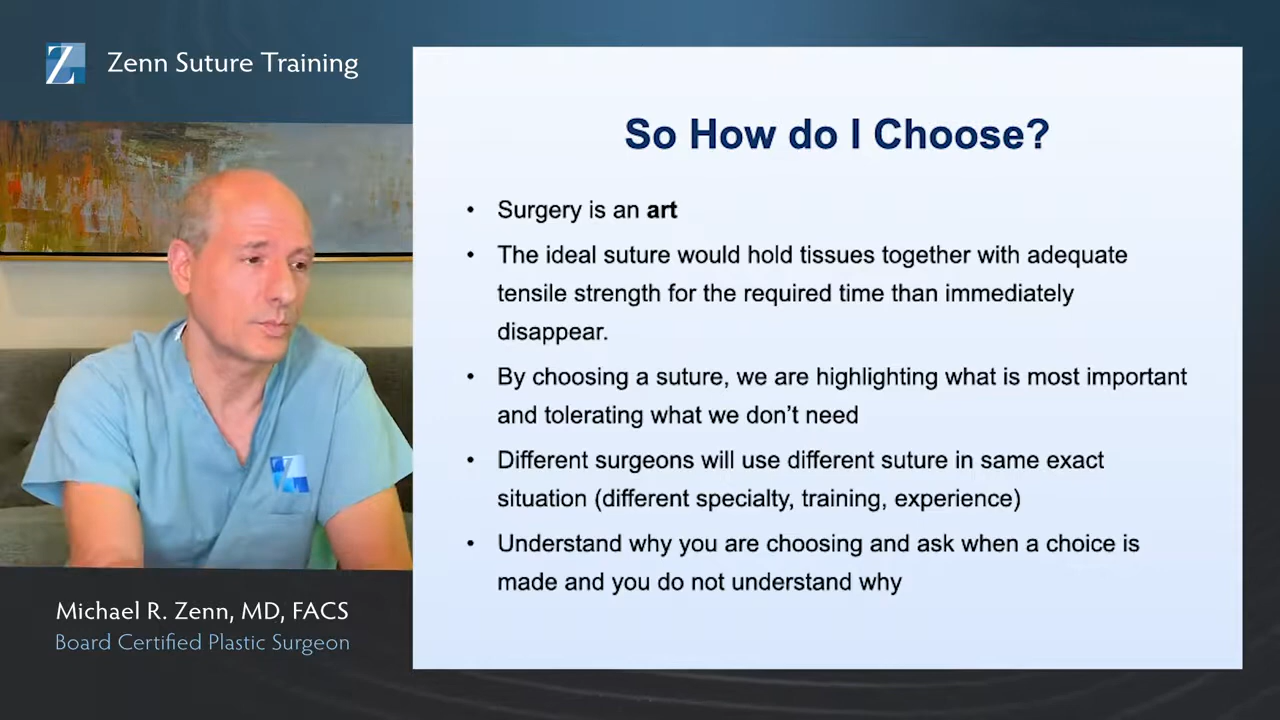 Zenn Suture Training
So How do I Choose?
• Surgery is an art
• The ideal suture would hold tissues together with adequate
tensile strength for the required time than immediately
disappear.
• By choosing a suture, we are highlighting what is most important
and tolerating what we don’t need
• Different surgeons will use different suture in same exact
situation (different specialty, training, experience)
• Understand why you are choosing and ask when a choice is
made and you do not understand why
Michael R. Zenn, MD, FACS
Board Certified Plastic Surgeon